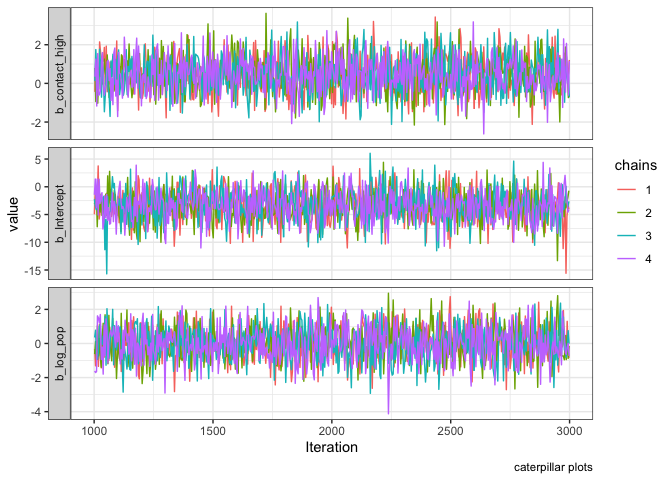 b_contact_high
2
0
-2
b_Intercept
5
0
-5
-10
-15
b_log_pop
2
0
-2
-4
value
1000 1500 2000 2500 3000
Iteration
caterpillar plots
chains
1
2
3
4